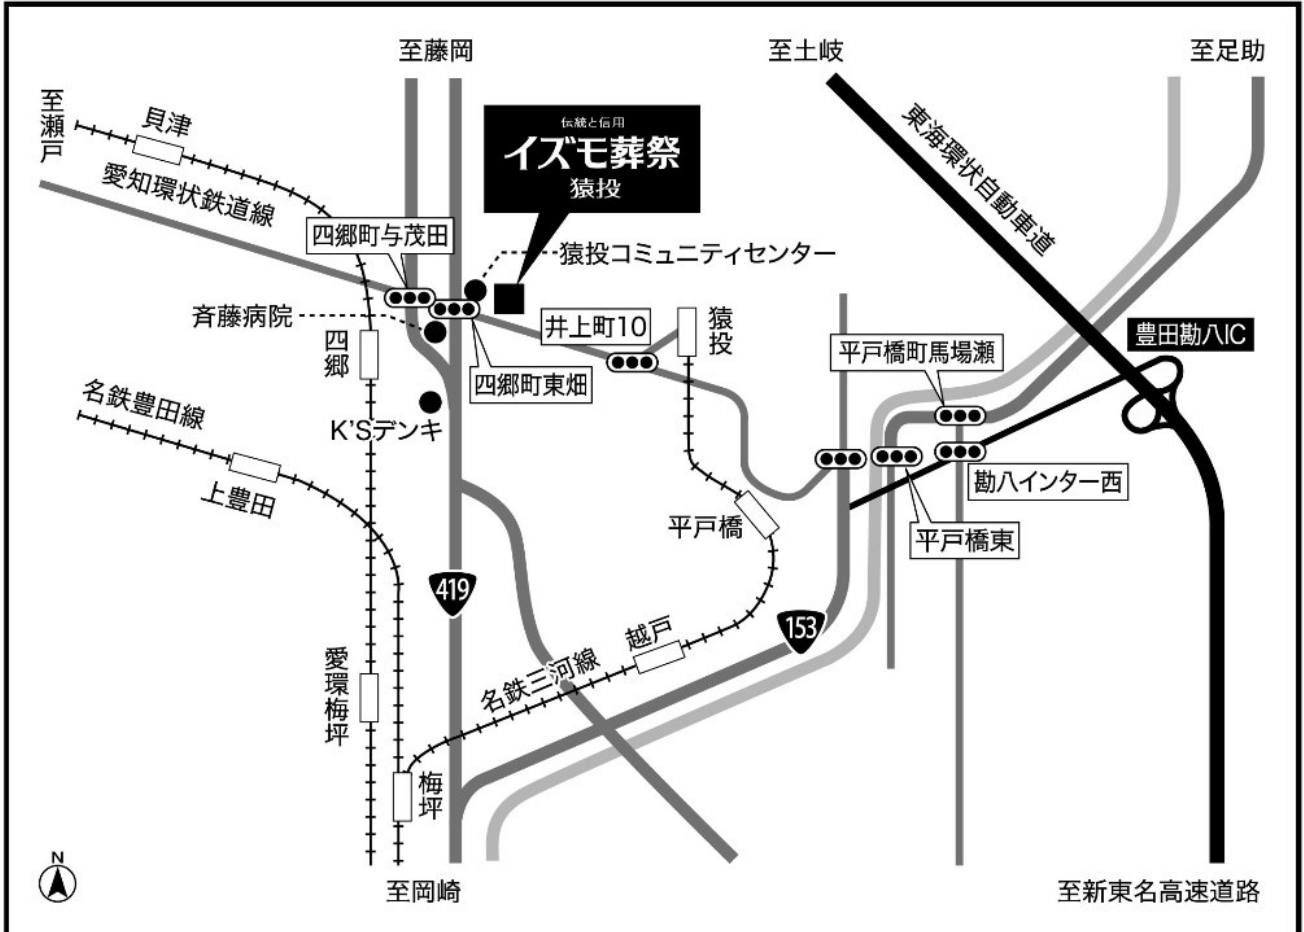 至藤岡
至土岐
至足助
至瀬戸
貝津
愛知環状鉄道線
伝統と信用
イズモ葬祭
猿投
東海環状自動車道
四郷町与茂田
猿投コミュニティセンター
斉藤病院
四郷
井上町10
猿投
平戸橋町馬場瀬
豊田勘八IC
四郷町東畑
名鉄豊田線
K'Sデンキ
上豊田
勘八インター西
平戸橋
平戸橋東
419
153
越戸
名鉄三河線
愛環梅坪
梅坪
N
至岡崎
至新東名高速道路